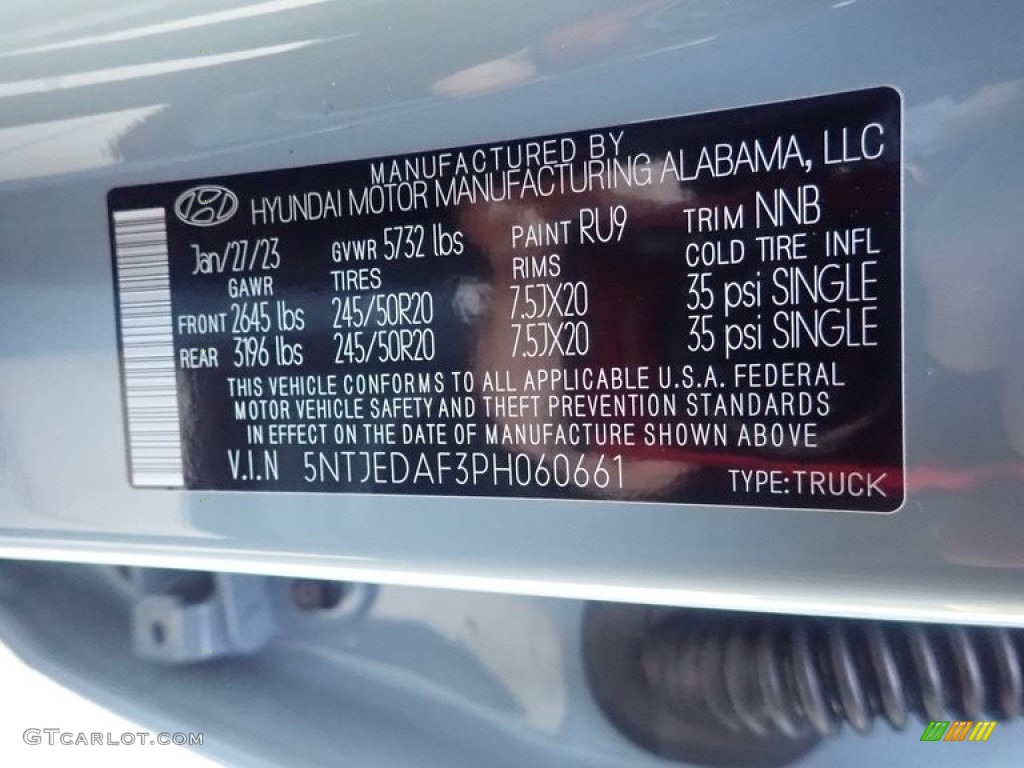 MANUFACTURED BY
HYUNDAI MOTOR MANUFACTURING ALABAMA, LLC
Jan/27/23 GVWR 5732 lbs PAINT RU9 TRIM NNB
GAWR TIRES RIMS COLD TIRE INFL
FRONT 2645 lbs 245/50R20 7.5JX20 35 psi SINGLE
REAR 3196 lbs 245/50R20 7.5JX20 35 psi SINGLE
THIS VEHICLE CONFORMS TO ALL APPLICABLE U.S.A. FEDERAL
MOTOR VEHICLE SAFETY AND THEFT PREVENTION STANDARDS
IN EFFECT ON THE DATE OF MANUFACTURE SHOWN ABOVE
V.I.N 5NTJEDAF3PH060661 TYPE:TRUCK
GTCARLOT.COM